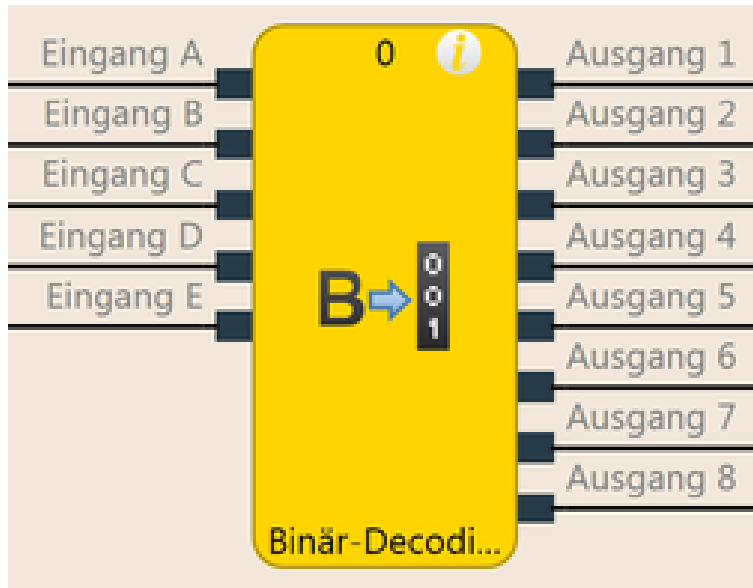 Eingang A
Eingang B
Eingang C
Eingang D
Eingang E
0
i
B
0
0
1
Binär-Decodi...
Ausgang 1
Ausgang 2
Ausgang 3
Ausgang 4
Ausgang 5
Ausgang 6
Ausgang 7
Ausgang 8